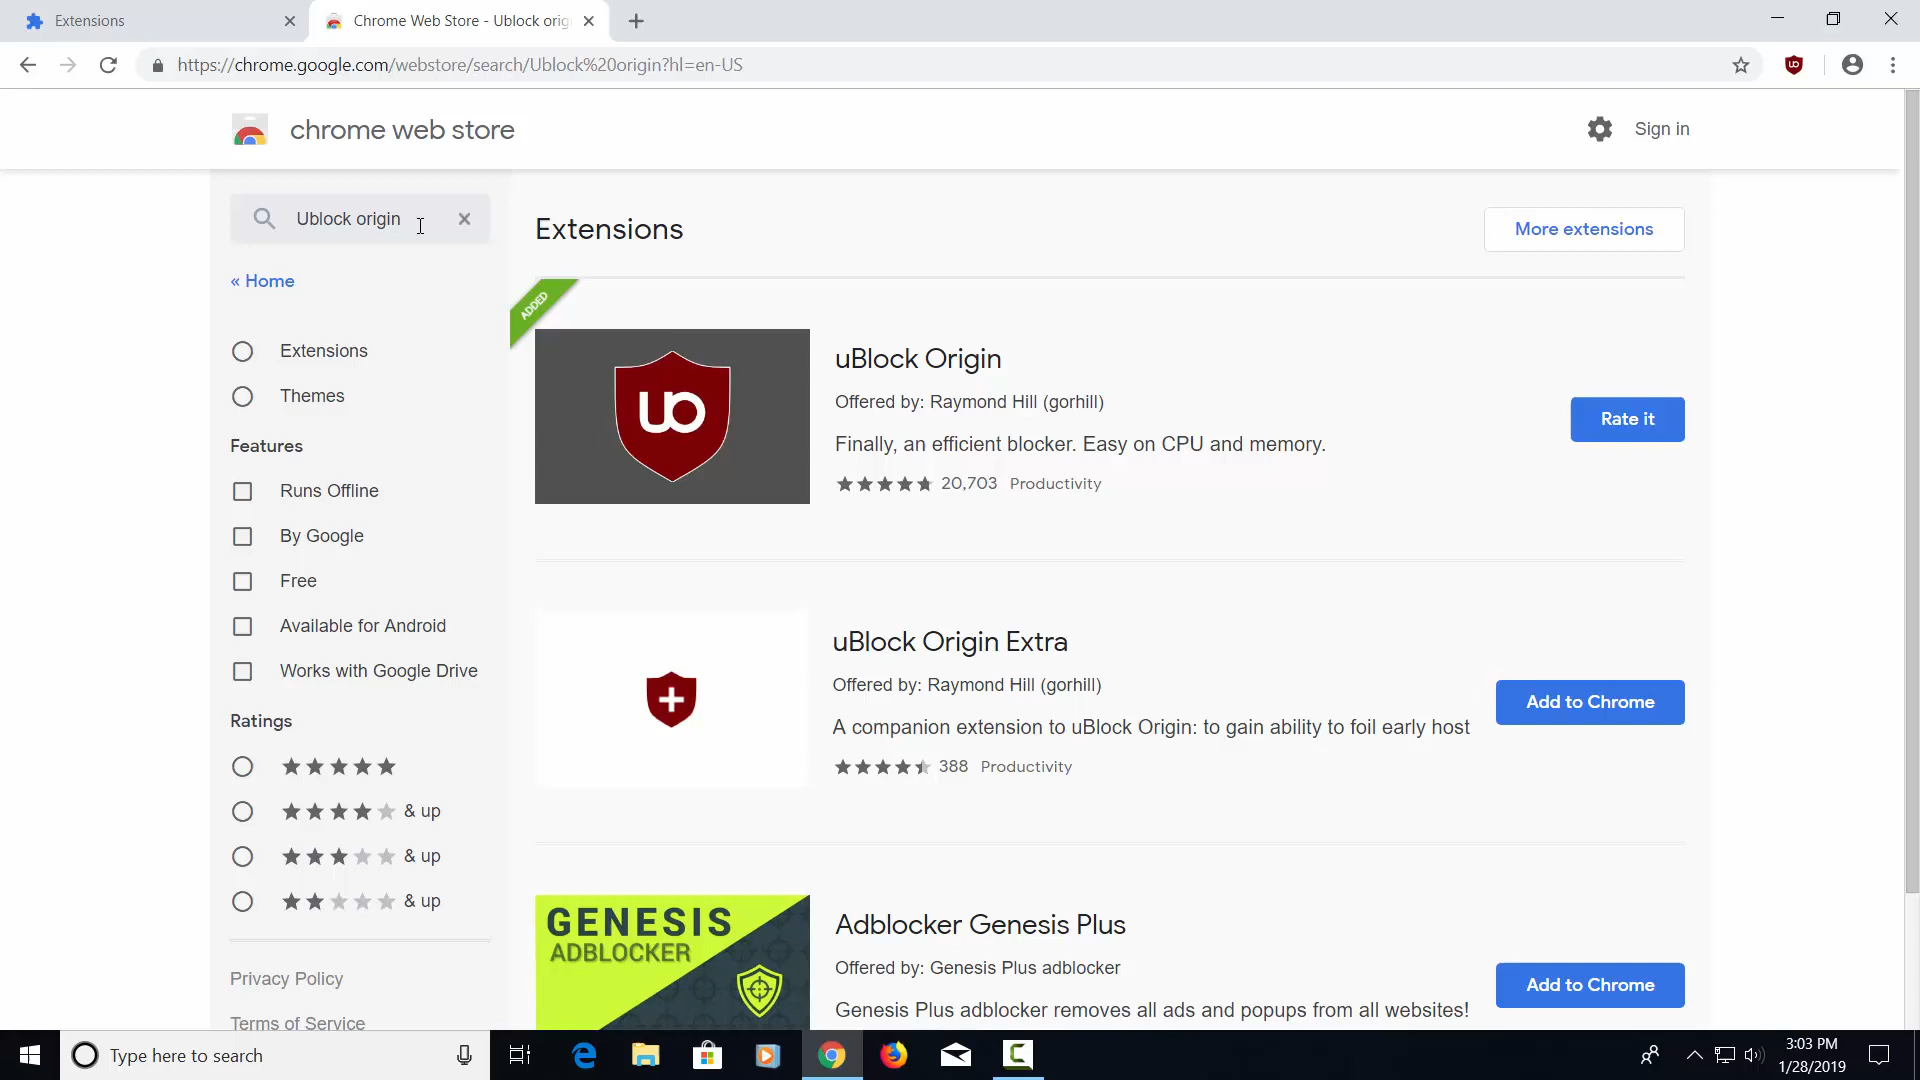 Extensions
Chrome Web Store - Ublock orig
https://chrome.google.com/webstore/search/Ublock%20origin?hl=en-US
chrome web store
Sign in
Ublock origin
« Home
Extensions
Themes
Features
Runs Offline
By Google
Free
Available for Android
Works with Google Drive
Ratings
& up
& up
& up
Privacy Policy
Terms of Service
Extensions
More extensions
ADDED
uo
uBlock Origin
Offered by: Raymond Hill (gorhill)
Finally, an efficient blocker. Easy on CPU and memory.
20,703 Productivity
Rate it
uBlock Origin Extra
Offered by: Raymond Hill (gorhill)
A companion extension to uBlock Origin: to gain ability to foil early host
388 Productivity
Add to Chrome
GENESIS
ADBLOCKER
Adblocker Genesis Plus
Offered by: Genesis Plus adblocker
Genesis Plus adblocker removes all ads and popups from all websites!
Add to Chrome
Type here to search
3:03 PM
1/28/2019